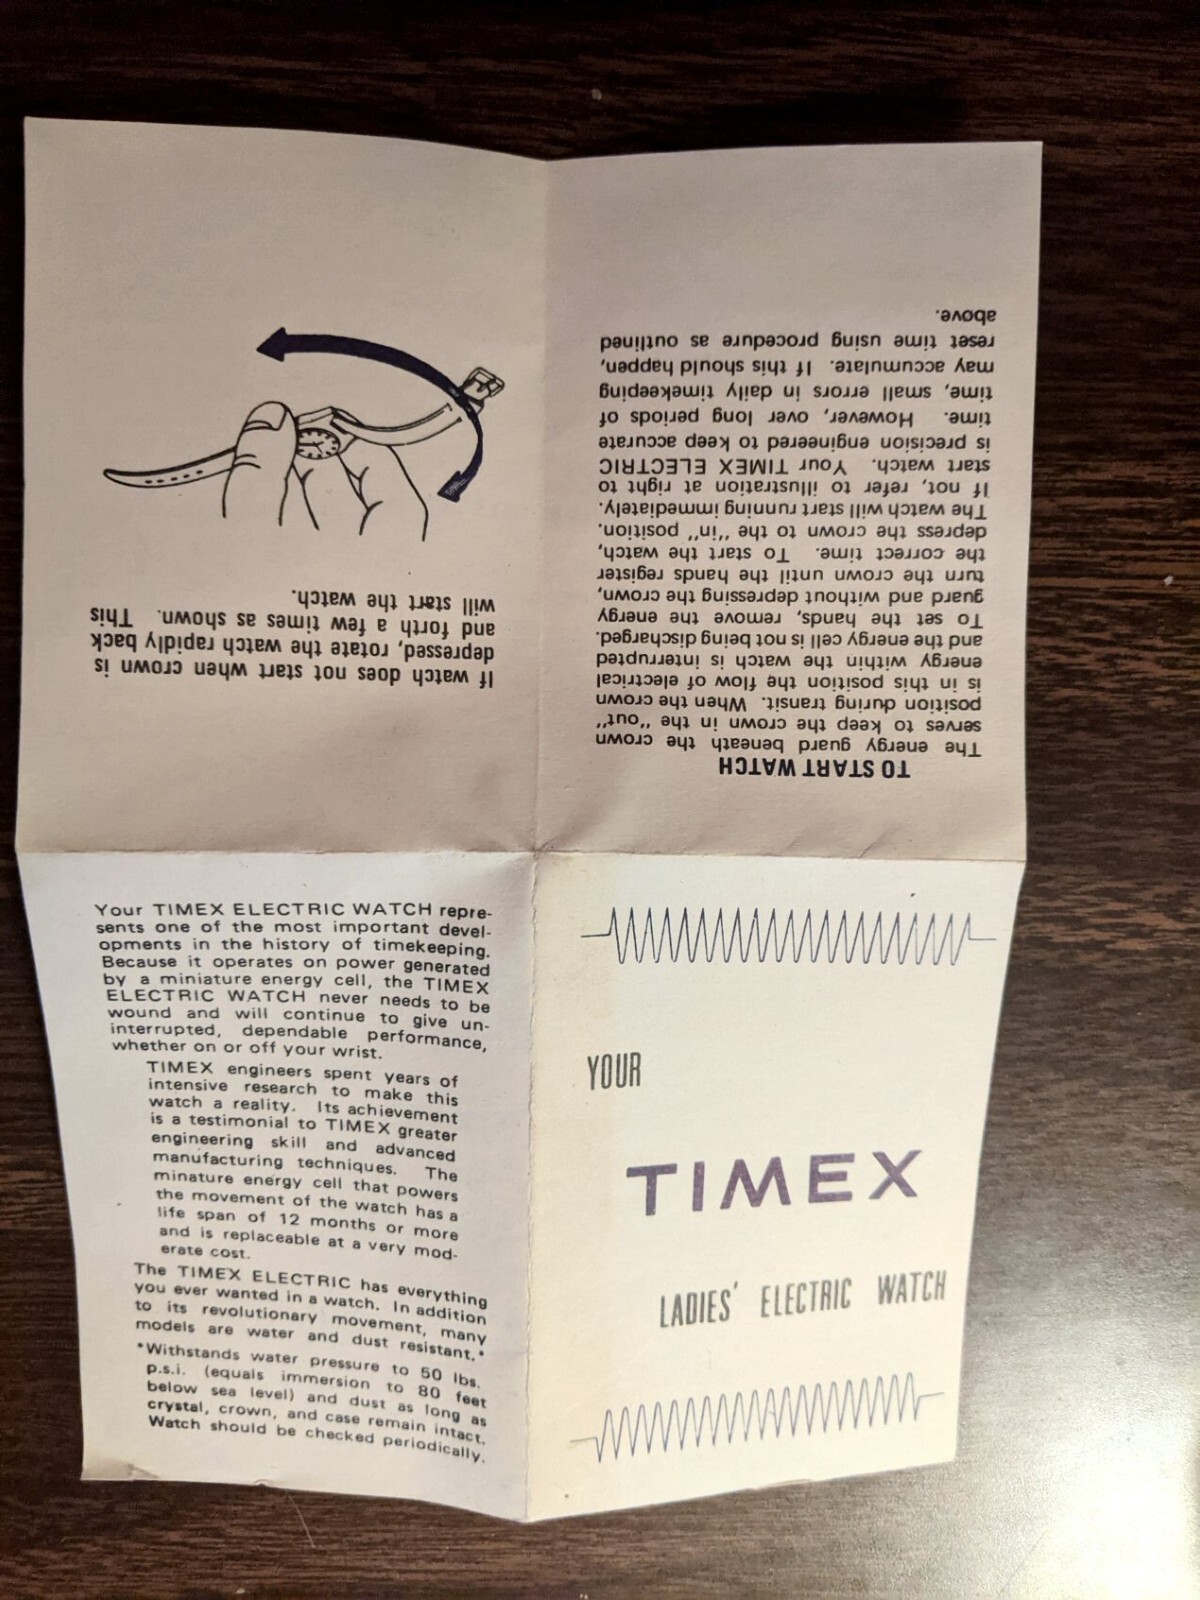 YOUR
TIMEX
LADIES' ELECTRIC WATCH
Your TIMEX ELECTRIC WATCH repre-
sents one of the most important devel-
opments in the history of timekeeping.
Because it operates on power generated
by a miniature energy cell, the TIMEX
ELECTRIC WATCH never needs to be
wound and will continue to give un-
interrupted, dependable performance,
whether on or off your wrist.
TIMEX engineers spent years of
intensive research to make this
watch a reality. Its achievement
is a testimonial to TIMEX greater
engineering skill and advanced
manufacturing techniques. The
minature energy cell that powers
the movement of the watch has a
life span of 12 months or more
and is replaceable at a very mod-
erate cost.
The TIMEX ELECTRIC has everything
you ever wanted in a watch. In addition
to its revolutionary movement, many
models are water and dust resistant.*
*Withstands water pressure to 50 lbs.
p.s.i. (equals immersion to 80 feet
below sea level) and dust as long as
crystal, crown, and case remain intact.
Watch should be checked periodically.
TO START WATCH
The energy guard beneath the crown
serves to keep the crown in the "out"
position during transit. When the crown
is in this position the flow of electrical
energy within the watch is interrupted
and the energy cell is not being discharged.
To set the hands, remove the energy
guard and without depressing the crown,
turn the crown until the hands register
the correct time. To start the watch,
depress the crown to the "in" position.
The watch will start running immediately.
If not, refer to illustration at right to
start watch. Your TIMEX ELECTRIC
is precision engineered to keep accurate
time. However, over long periods of
time, small errors in daily timekeeping
may accumulate. If this should happen,
reset time using procedure as outlined
above.
If watch does not start when crown is
depressed, rotate the watch rapidly back
and forth a few times as shown. This
will start the watch.